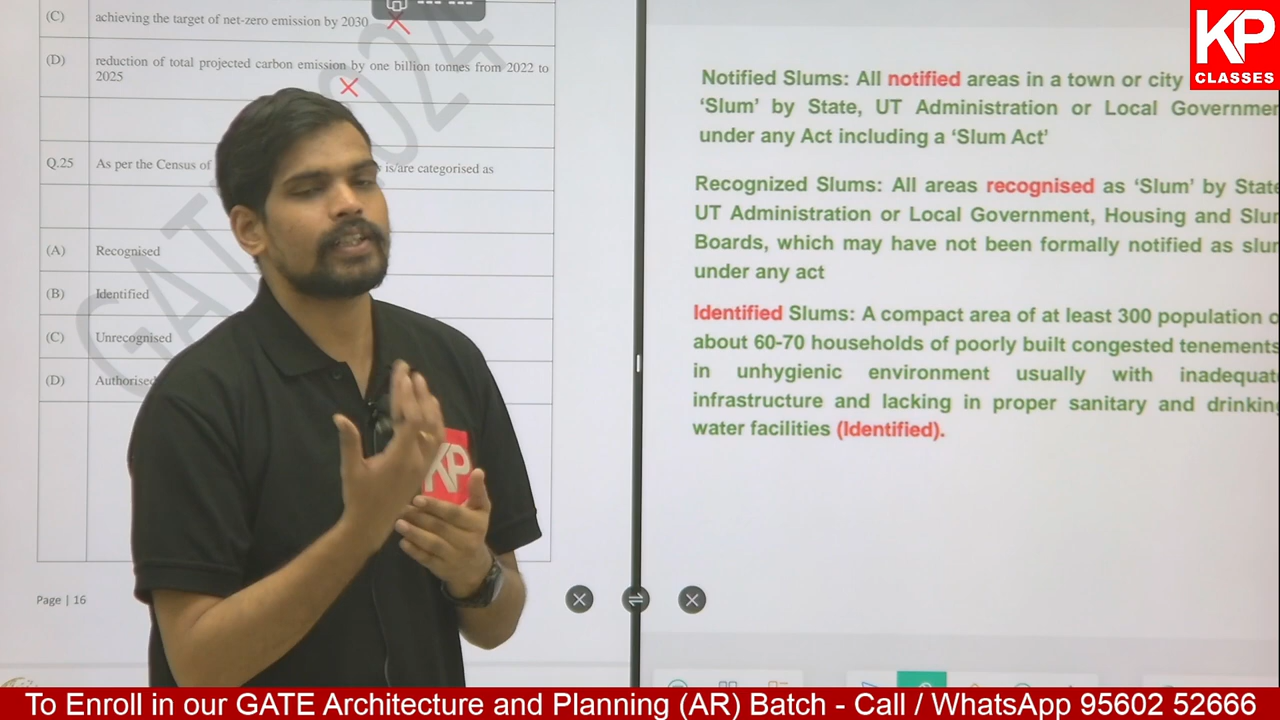 (C) achieving the target of net-zero emission by 2030
(D) reduction of total projected carbon emission by one billion tonnes from 2022 to
2025
Q.25 As per the Census of is/are categorised as
(A) Recognised
(B) Identified
(C) Unrecognised
(D) Authorised
Page | 16
KP
CLASSES
Notified Slums: All notified areas in a town or city
‘Slum’ by State, UT Administration or Local
under any Act including a ‘Slum Act’
Recognized Slums: All areas recognised as ‘Slum’ by State
UT Administration or Local Government, Housing and
Boards, which may have not been formally notified as
under any act
Identified Slums: A compact area of at least 300 population
about 60-70 households of poorly built congested tenements
in unhygienic environment usually with
infrastructure and lacking in proper sanitary and
water facilities (Identified).
KP
To Enroll in our GATE Architecture and Planning (AR) Batch - Call / WhatsApp 95602 52666